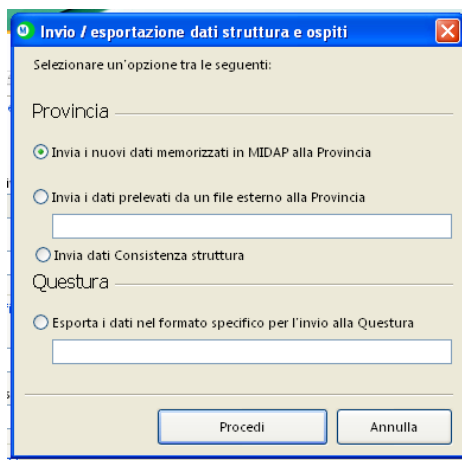 M Invio / esportazione dati struttura e ospiti
Selezionare un'opzione tra le seguenti:
Provincia
Invia i nuovi dati memorizzati in MIDAP alla Provincia
Invia i dati prelevati da un file esterno alla Provincia
Invia dati Consistenza struttura
Questura
Esporta i dati nel formato specifico per l'invio alla Questura
Procedi Annulla